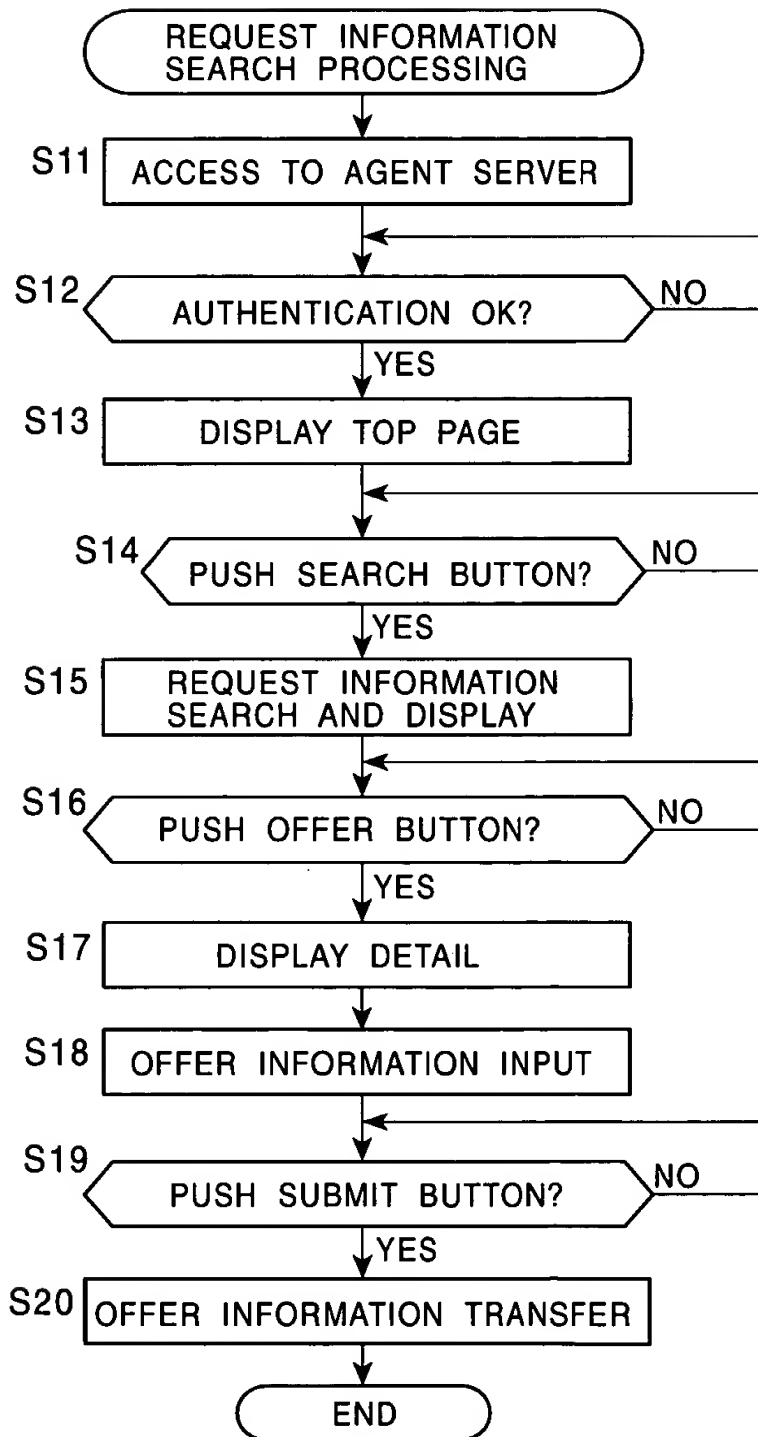 REQUEST INFORMATION
SEARCH PROCESSING
S11
ACCESS TO AGENT SERVER
S12
AUTHENTICATION OK?
NO
YES
S13
DISPLAY TOP PAGE
S14
PUSH SEARCH BUTTON?
NO
YES
S15
REQUEST INFORMATION
SEARCH AND DISPLAY
S16
PUSH OFFER BUTTON?
NO
YES
S17
DISPLAY DETAIL
S18
OFFER INFORMATION INPUT
S19
PUSH SUBMIT BUTTON?
NO
YES
S20
OFFER INFORMATION TRANSFER
END